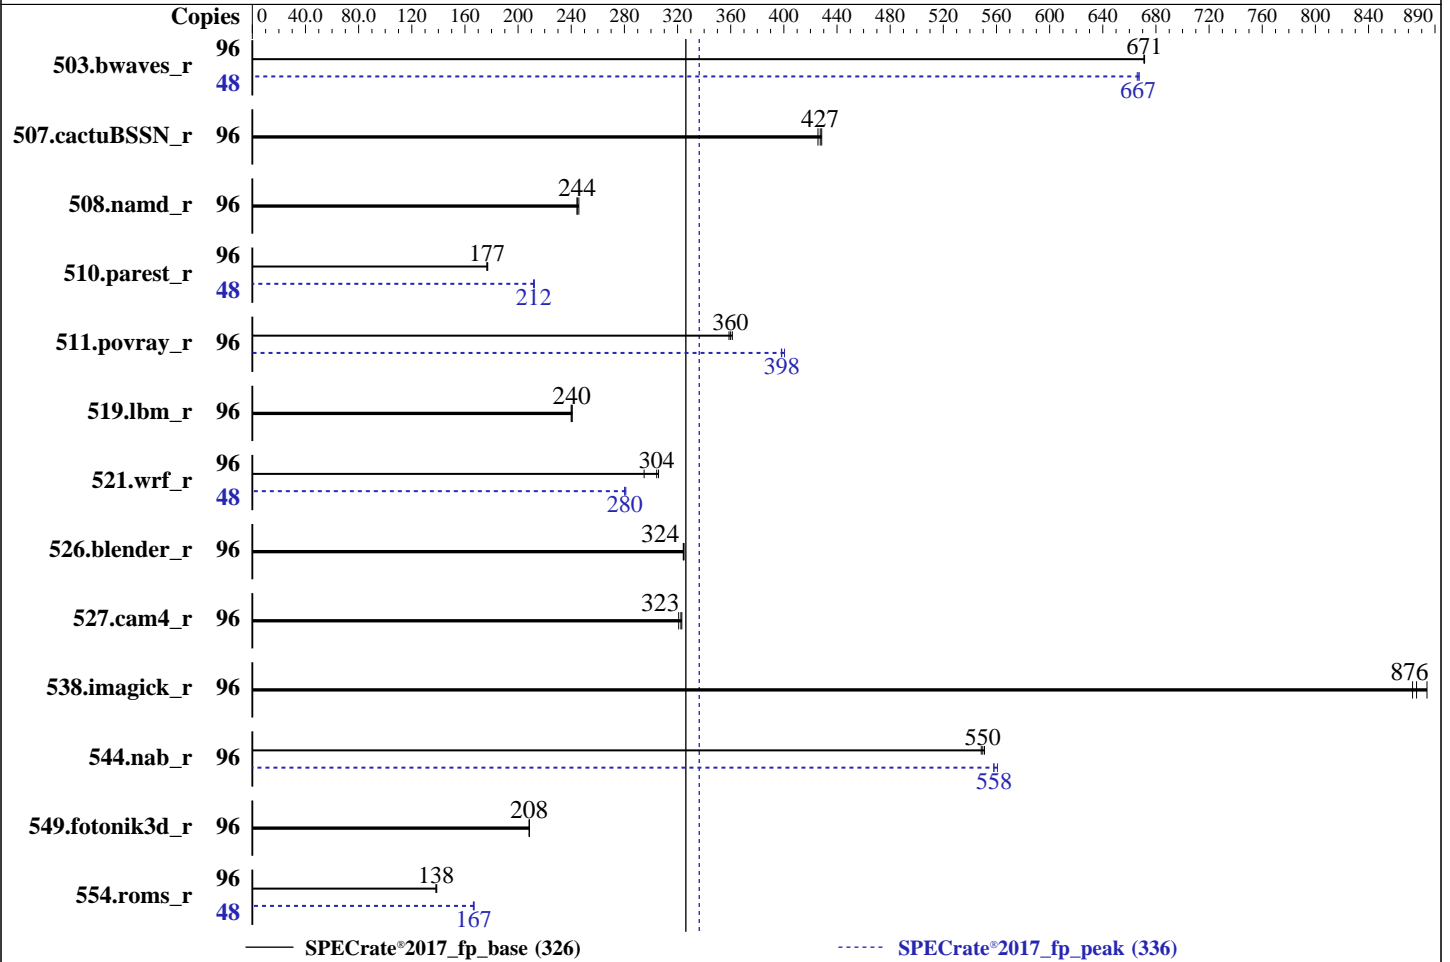 Copies 0 40.0 80.0 120 160 200 240 280 320 360 400 440 480 520 560 600 640 680 720 760 800 840 890
503.bwaves_r 96 671
48 667
507.cactuBSSN_r 96 427
508.namd_r 96 244
510.parest_r 96 177
48 212
511.povray_r 96 360
398
519.lbm_r 96 240
521.wrf_r 96 304
48 280
526.blender_r 96 324
527.cam4_r 96 323
538.imagick_r 96 876
544.nab_r 96 550
558
549.fotonik3d_r 96 208
554.roms_r 96 138
48 167
SPECrate®2017_fp_base (326) SPECrate®2017_fp_peak (336)